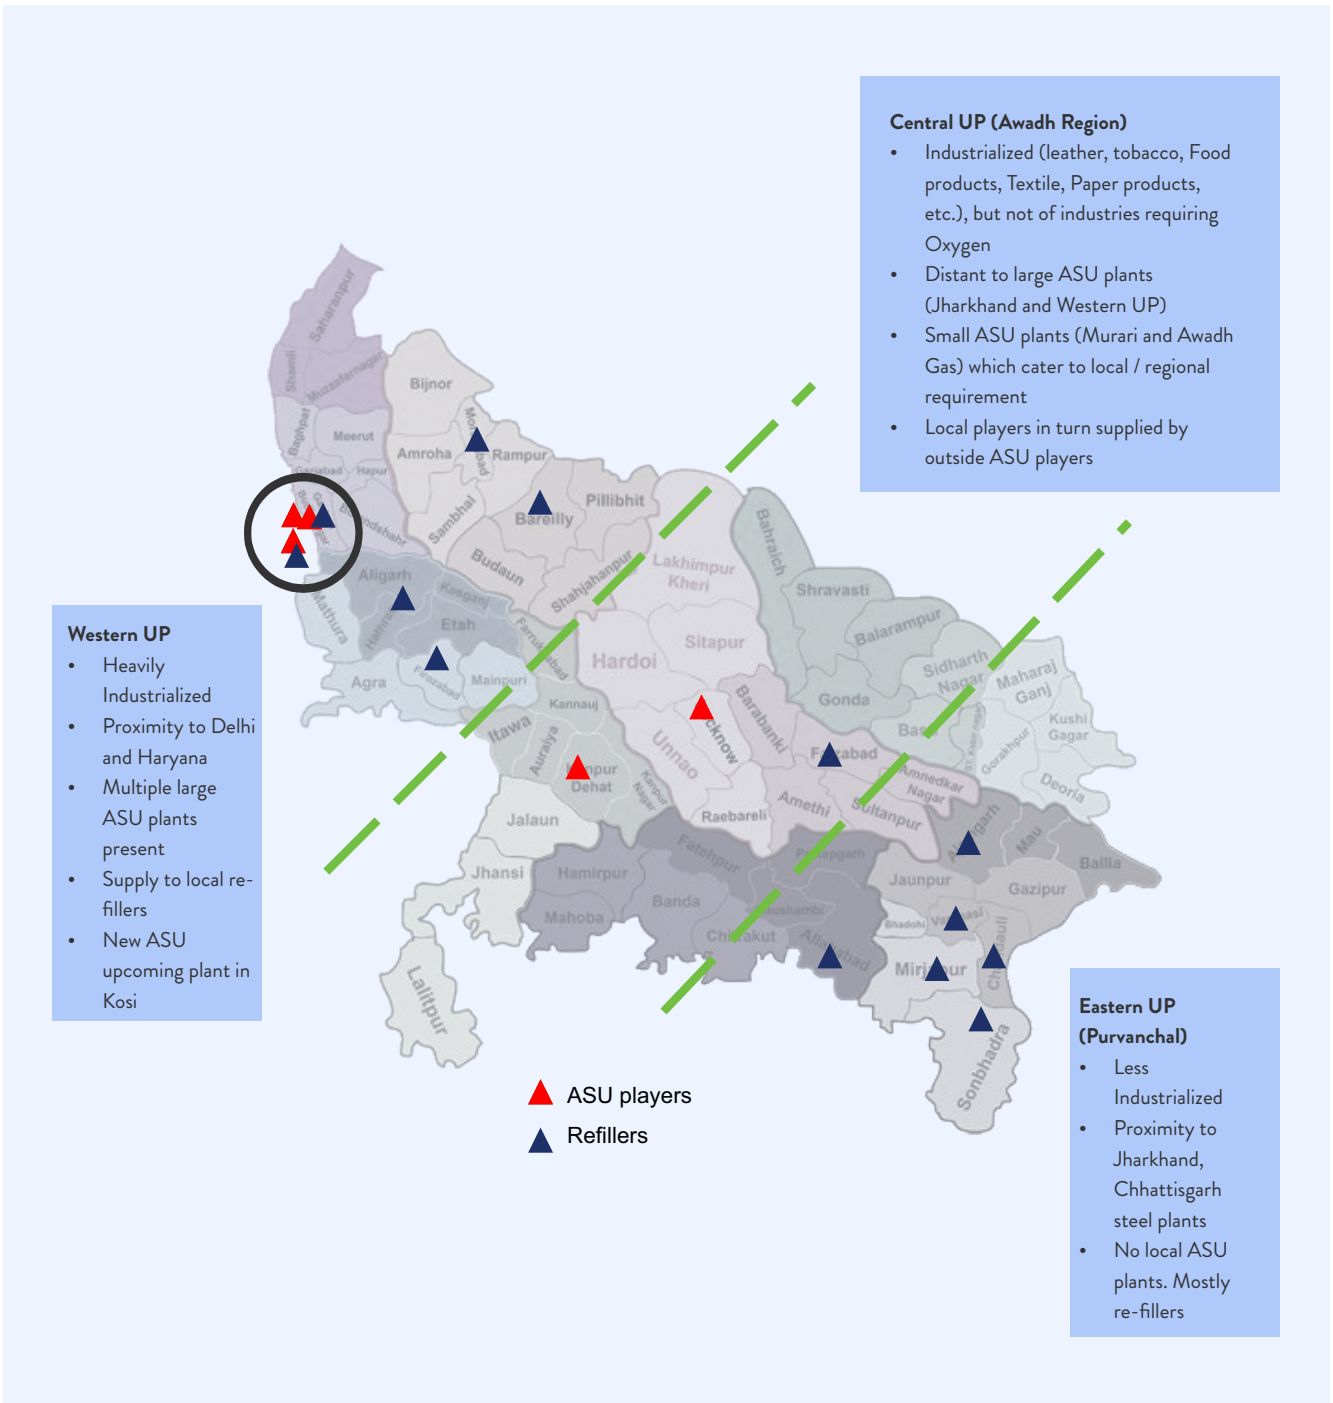 Central UP (Awadh Region)
• Industrialized (leather, tobacco, Food
products, Textile, Paper products,
etc.), but not of industries requiring
Oxygen
• Distant to large ASU plants
(Jharkhand and Western UP)
• Small ASU plants (Murari and Awadh
Gas) which cater to local / regional
requirement
• Local players in turn supplied by
outside ASU players
Saharanpur
Shamli
Muzzafarnagar
Bijnor
Baghpat
Meerut
Amroha
Rampur
Gaziabad
Hapur
Sambhal
Bareilly
Pillibhit
Budaun
Shahjahanpur
Lakhimpur
Kheri
Bahraich
Shravasti
Balarampur
Aligarh
Kasganj
Mathura
Hathras
Etah
Sitapur
Sidharth
Nagar
Maharaj
Ganj
Agra
Firozabad
Mainpuri
Hardoi
Gonda
Kushi
Gagar
Gorakhpur
Deoria
Kannauj
Itawa
Auraiya
Barabanki
Unnao
Dehat
Kanpur
Nagar
Amnedkar
Nagar
Amethi
Sultanpur
Raebareli
Jalaun
Fatehpur
Mau
Ballia
Jhansi
Hamirpur
Banda
Jaunpur
Gazipur
Mahoba
Bhadohi
Lalitpur
Sonbhadra
Western UP
• Heavily
Industrialized
• Proximity to Delhi
and Haryana
• Multiple large
ASU plants
present
• Supply to local re-
fillers
• New ASU
upcoming plant in
Kosi
Eastern UP
(Purvanchal)
• Less
Industrialized
• Proximity to
Jharkhand,
Chhattisgarh
steel plants
• No local ASU
plants. Mostly
re-fillers
ASU players
Refillers